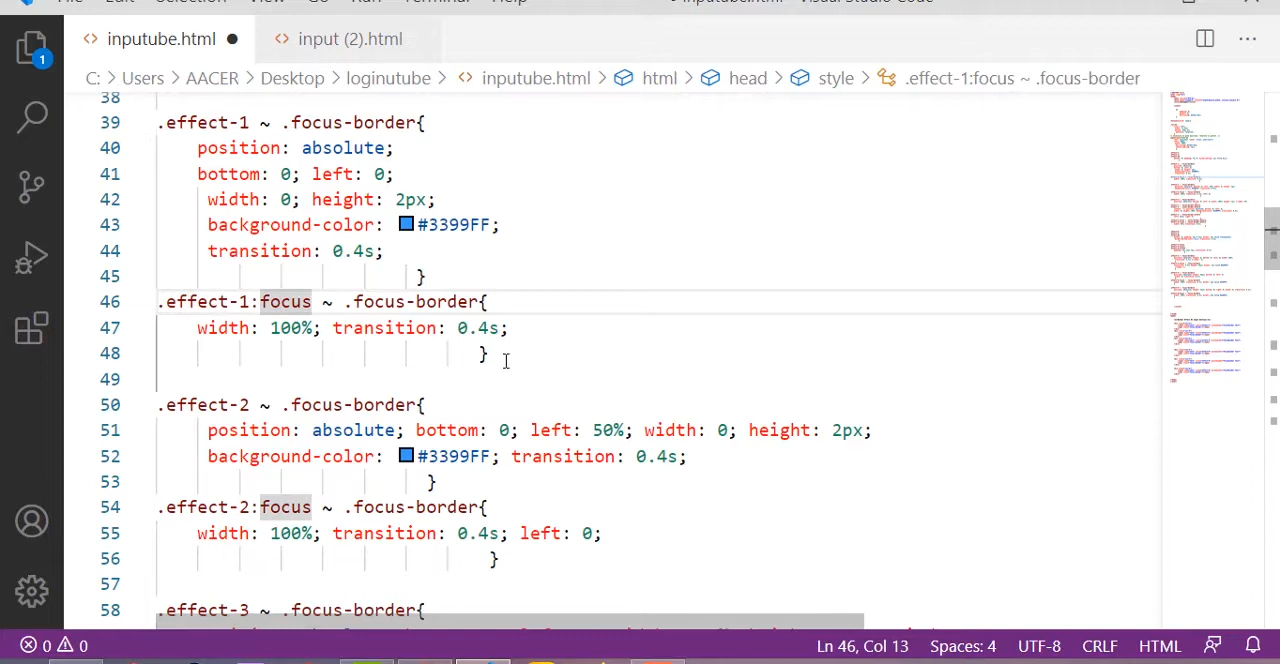 File Edit Selection View Go Run Terminal Help inputube.html - Visual Studio Code
inputube.html ● input (2).html
1
C: > Users > AACER > Desktop > loginutube > inputube.html > html > head > style > .effect-1:focus ~ .focus-border
38
39 .effect-1 ~ .focus-border{
40 position: absolute;
41 bottom: 0; left: 0;
42 width: 0; height: 2px;
43 background-color: #3399FF;
44 transition: 0.4s;
45 }
46 .effect-1:focus ~ .focus-border{
47 width: 100%; transition: 0.4s;
48 }
49
50 .effect-2 ~ .focus-border{
51 position: absolute; bottom: 0; left: 50%; width: 0; height: 2px;
52 background-color: #3399FF; transition: 0.4s;
53 }
54 .effect-2:focus ~ .focus-border{
55 width: 100%; transition: 0.4s; left: 0;
56 }
57
58 .effect-3 ~ .focus-border{
0 0 Ln 46, Col 13 Spaces: 4 UTF-8 CRLF HTML